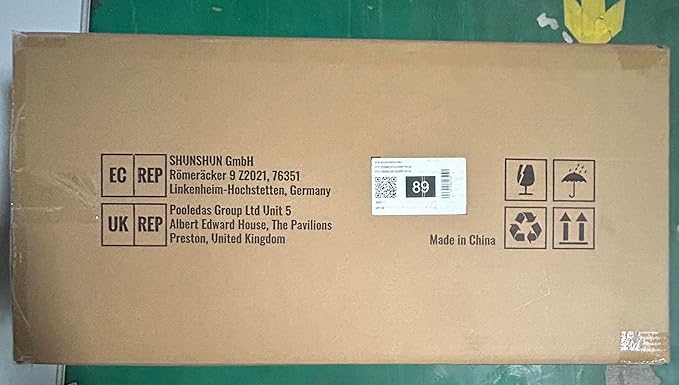 EC REP
SHUNSHUN GmbH
Römeräcker 9 Z2021, 76351
Linkenheim-Hochstetten, Germany
UK REP
Pooledas Group Ltd Unit 5
Albert Edward House, The Pavilions
Preston, United Kingdom
89
Made in China